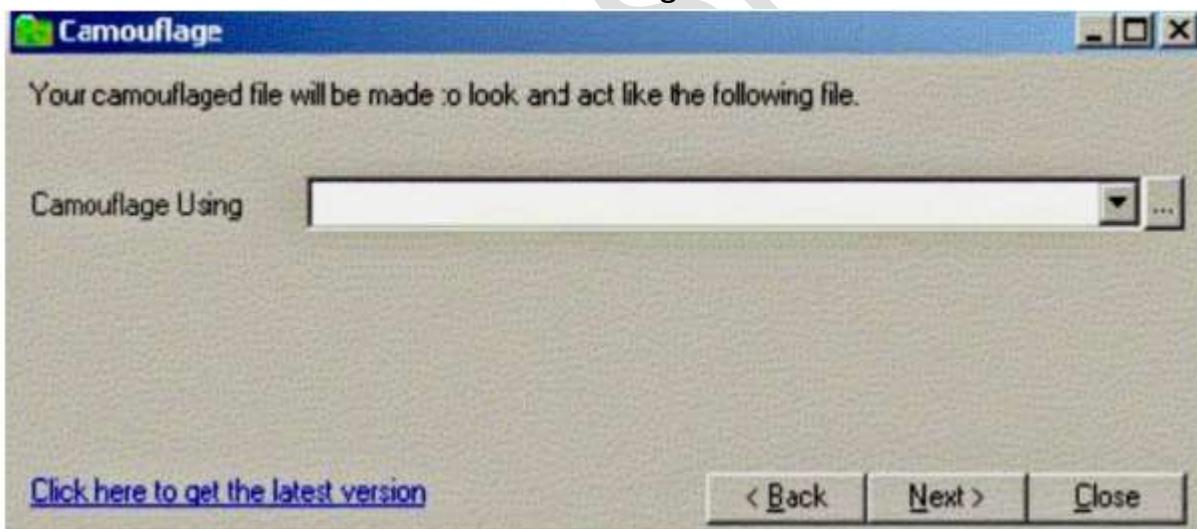 Camouflage
Your camouflaged file will be made to look and act like the following file.
Camouflage Using
...
Click here to get the latest version
< Back
Next >
Close